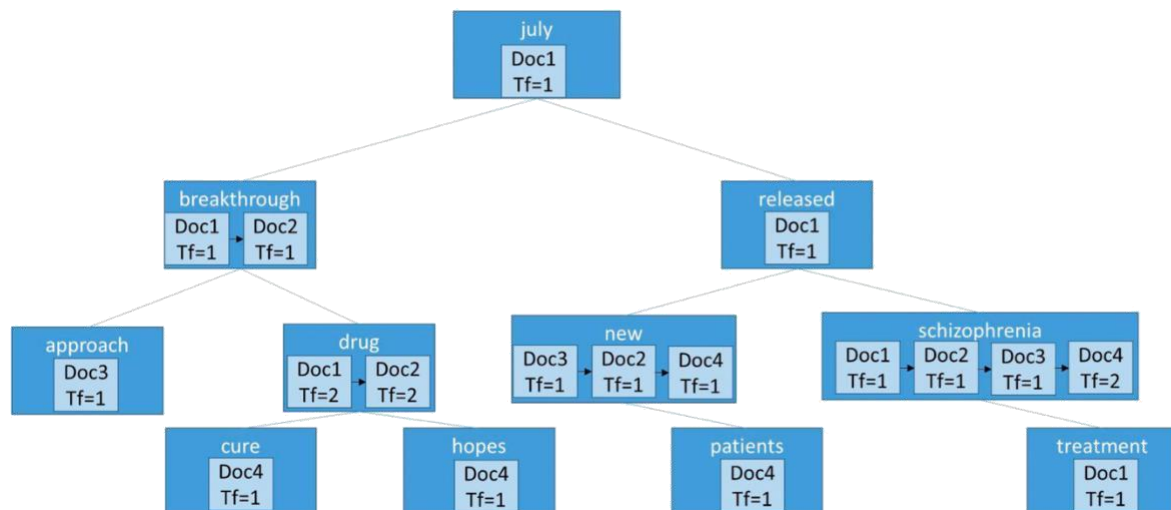 july
Doc1
Tf=1
breakthrough
Doc1
Tf=1
Doc2
Tf=1
released
Doc1
Tf=1
approach
Doc3
Tf=1
drug
Doc1
Tf=2
Doc2
Tf=2
new
Doc3
Tf=1
Doc2
Tf=1
Doc4
Tf=1
schizophrenia
Doc1
Tf=1
Doc2
Tf=1
Doc3
Tf=1
Doc4
Tf=2
cure
Doc4
Tf=1
hopes
Doc4
Tf=1
patients
Doc4
Tf=1
treatment
Doc1
Tf=1